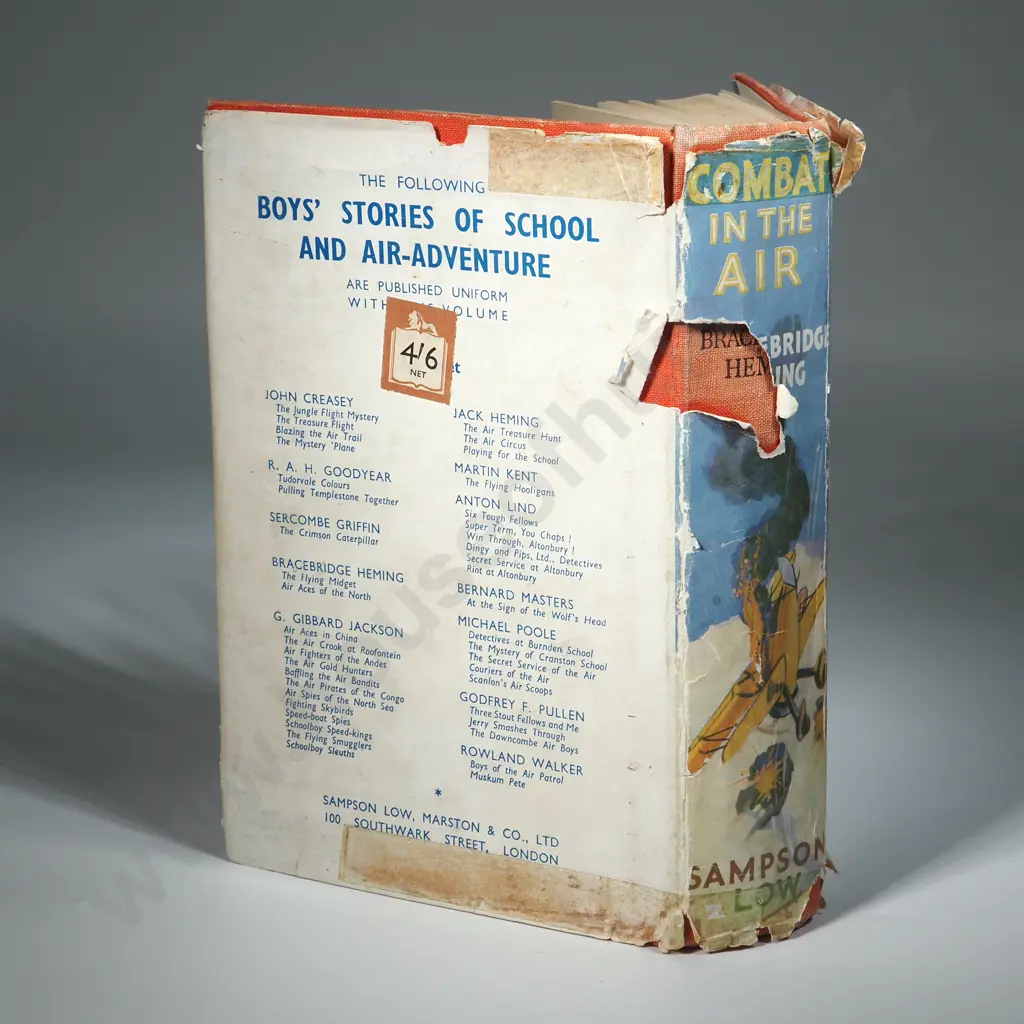 THE FOLLOWING
BOYS' STORIES OF SCHOOL
AND AIR-ADVENTURE
ARE PUBLISHED UNIFORM
WITH VOLUME
4/6
NET
JOHN CREASEY
The Jungle Flight Mystery
The Treasure Flight
Blazing the Air Trail
The Mystery 'Plane
R. A. H. GOODYEAR
Tudorvale Colours
Pulling Templestone Together
SERCOMBE GRIFFIN
The Crimson Caterpillar
BRACEBRIDGE HEMING
The Flying Midget
Air Aces of the North
G. GIBBARD JACKSON
Air Aces in China
The Air Crook at Roofontein
Air Fighters of the Andes
The Air Gold Hunters
Baffling the Air Bandits
The Air Pirates of the Congo
Air Spies of the North Sea
Fighting Skybirds
Speed-boat Spies
Schoolboy Speed-kings
The Flying Smugglers
Schoolboy Sleuths
JACK HEMING
The Air Treasure Hunt
The Air Circus
Playing for the School
MARTIN KENT
The Flying Hooligans
ANTON LIND
Six Tough Fellows
Super Term, You Chaps !
Win Through, Altonbury !
Dingy and Pips, Ltd., Detectives
Secret Service at Altonbury
Riot at Altonbury
BERNARD MASTERS
At the Sign of the Wolf's Head
MICHAEL POOLE
Detectives at Burnden School
The Mystery of Cranston School
The Secret Service of the Air
Couriers of the Air
Scanlon's Air Scoops
GODFREY F. PULLEN
Three Stout Fellows and Me
Jerry Smashes Through
The Dawncombe Air Boys
ROWLAND WALKER
Boys of the Air Patrol
Muskum Pete
*
SAMPSON LOW, MARSTON & CO., LTD
100 SOUTHWARK STREET, LONDON
COMBAT
IN THE
AIR
BRACEBRIDGE
HEMING
SAMPSON
LOW